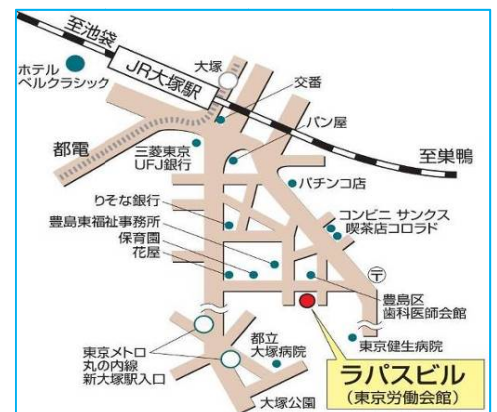 至池袋
JR大塚駅
大塚
ホテル
ベルクラシック
交番
パン屋
都電
三菱東京
UFJ銀行
至巣鴨
パチンコ店
りそな銀行
豊島東福祉事務所
保育園
花屋
コンビニ サンクス
喫茶店コロラド
〒
豊島区
歯科医師会館
東京メトロ
丸の内線
新大塚駅入口
都立
大塚病院
東京健生病院
大塚公園
ラパスビル
(東京労働会館)